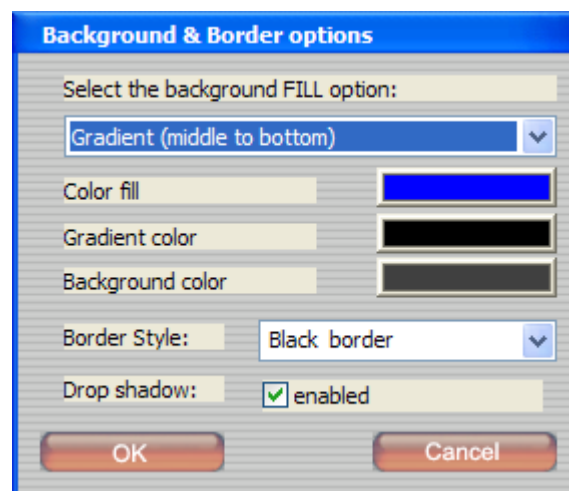 Background & Border options
Select the background FILL option:
Gradient (middle to bottom)
Color fill
Gradient color
Background color
Border Style: Black border
Drop shadow: enabled
OK Cancel